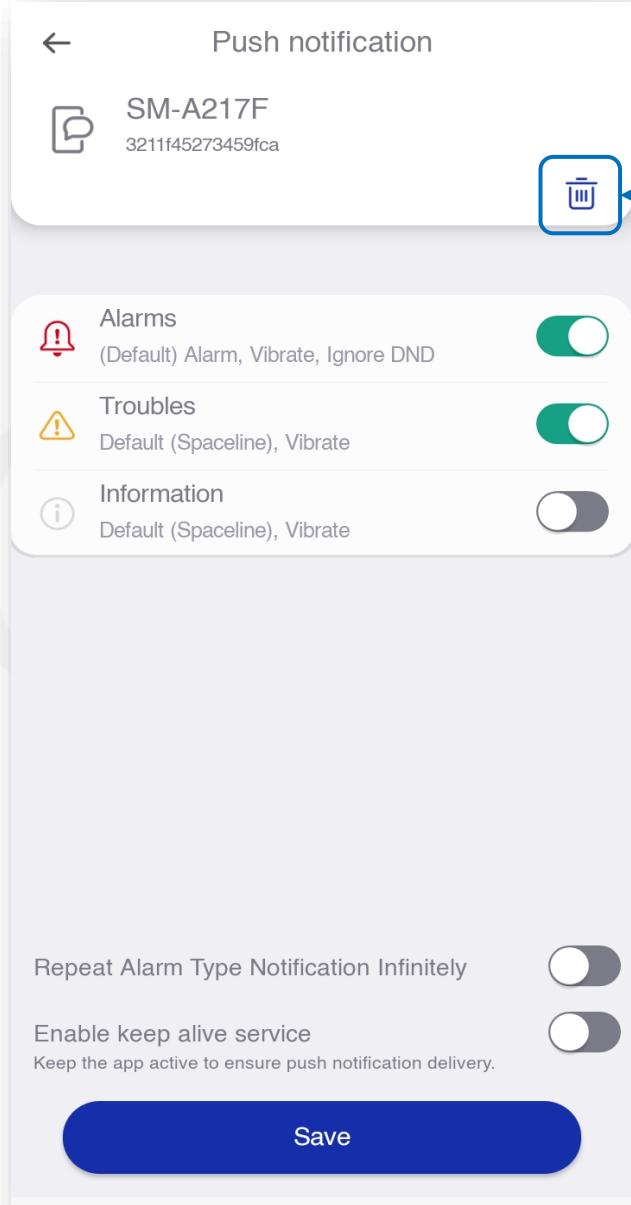 Push notification
SM-A217F
3211f45273459fca
Alarms
(Default) Alarm, Vibrate, Ignore DND
Troubles
Default (Spaceline), Vibrate
Information
Default (Spaceline), Vibrate
Repeat Alarm Type Notification Infinitely
Enable keep alive service
Keep the app active to ensure push notification delivery.
Save